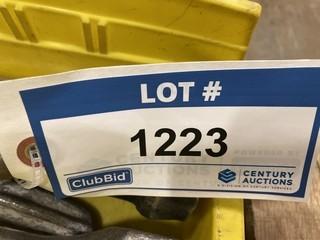 LOT #
1223
ClubBid
CENTURY
AUCTIONS
A DIVISION OF CENTURY SERVICES